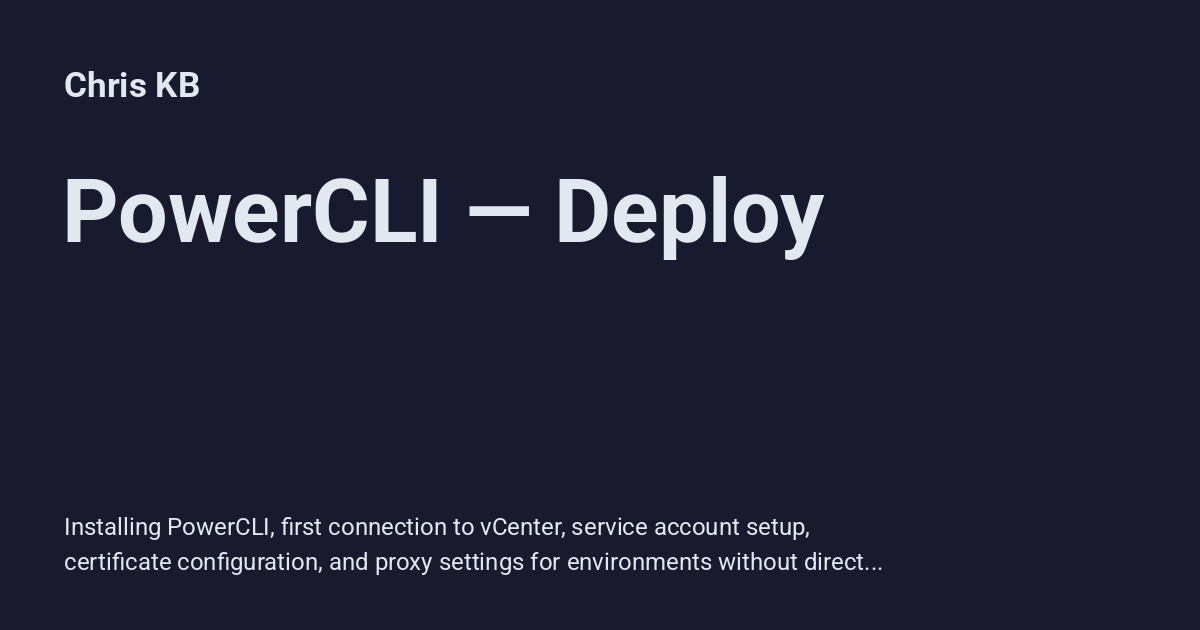 Chris KB
PowerCLI — Deploy
Installing PowerCLI, first connection to vCenter, service account setup,
certificate configuration, and proxy settings for environments without direct...